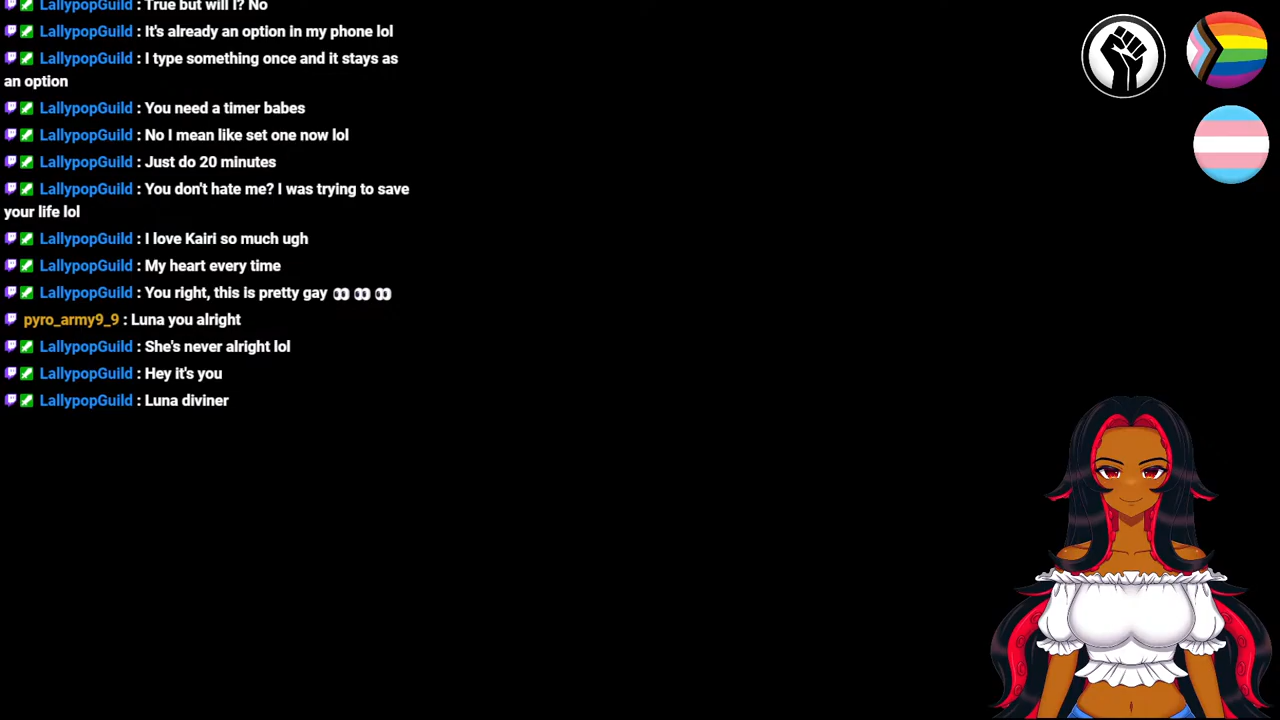 LallypopGuild : True but will I? No
LallypopGuild : It's already an option in my phone lol
LallypopGuild : I type something once and it stays as
an option
LallypopGuild : You need a timer babes
LallypopGuild : No I mean like set one now lol
LallypopGuild : Just do 20 minutes
LallypopGuild : You don't hate me? I was trying to save
your life lol
LallypopGuild : I love Kairi so much ugh
LallypopGuild : My heart every time
LallypopGuild : You right, this is pretty gay 👀 👀 👀
pyro_army9_9 : Luna you alright
LallypopGuild : She's never alright lol
LallypopGuild : Hey it's you
LallypopGuild : Luna diviner